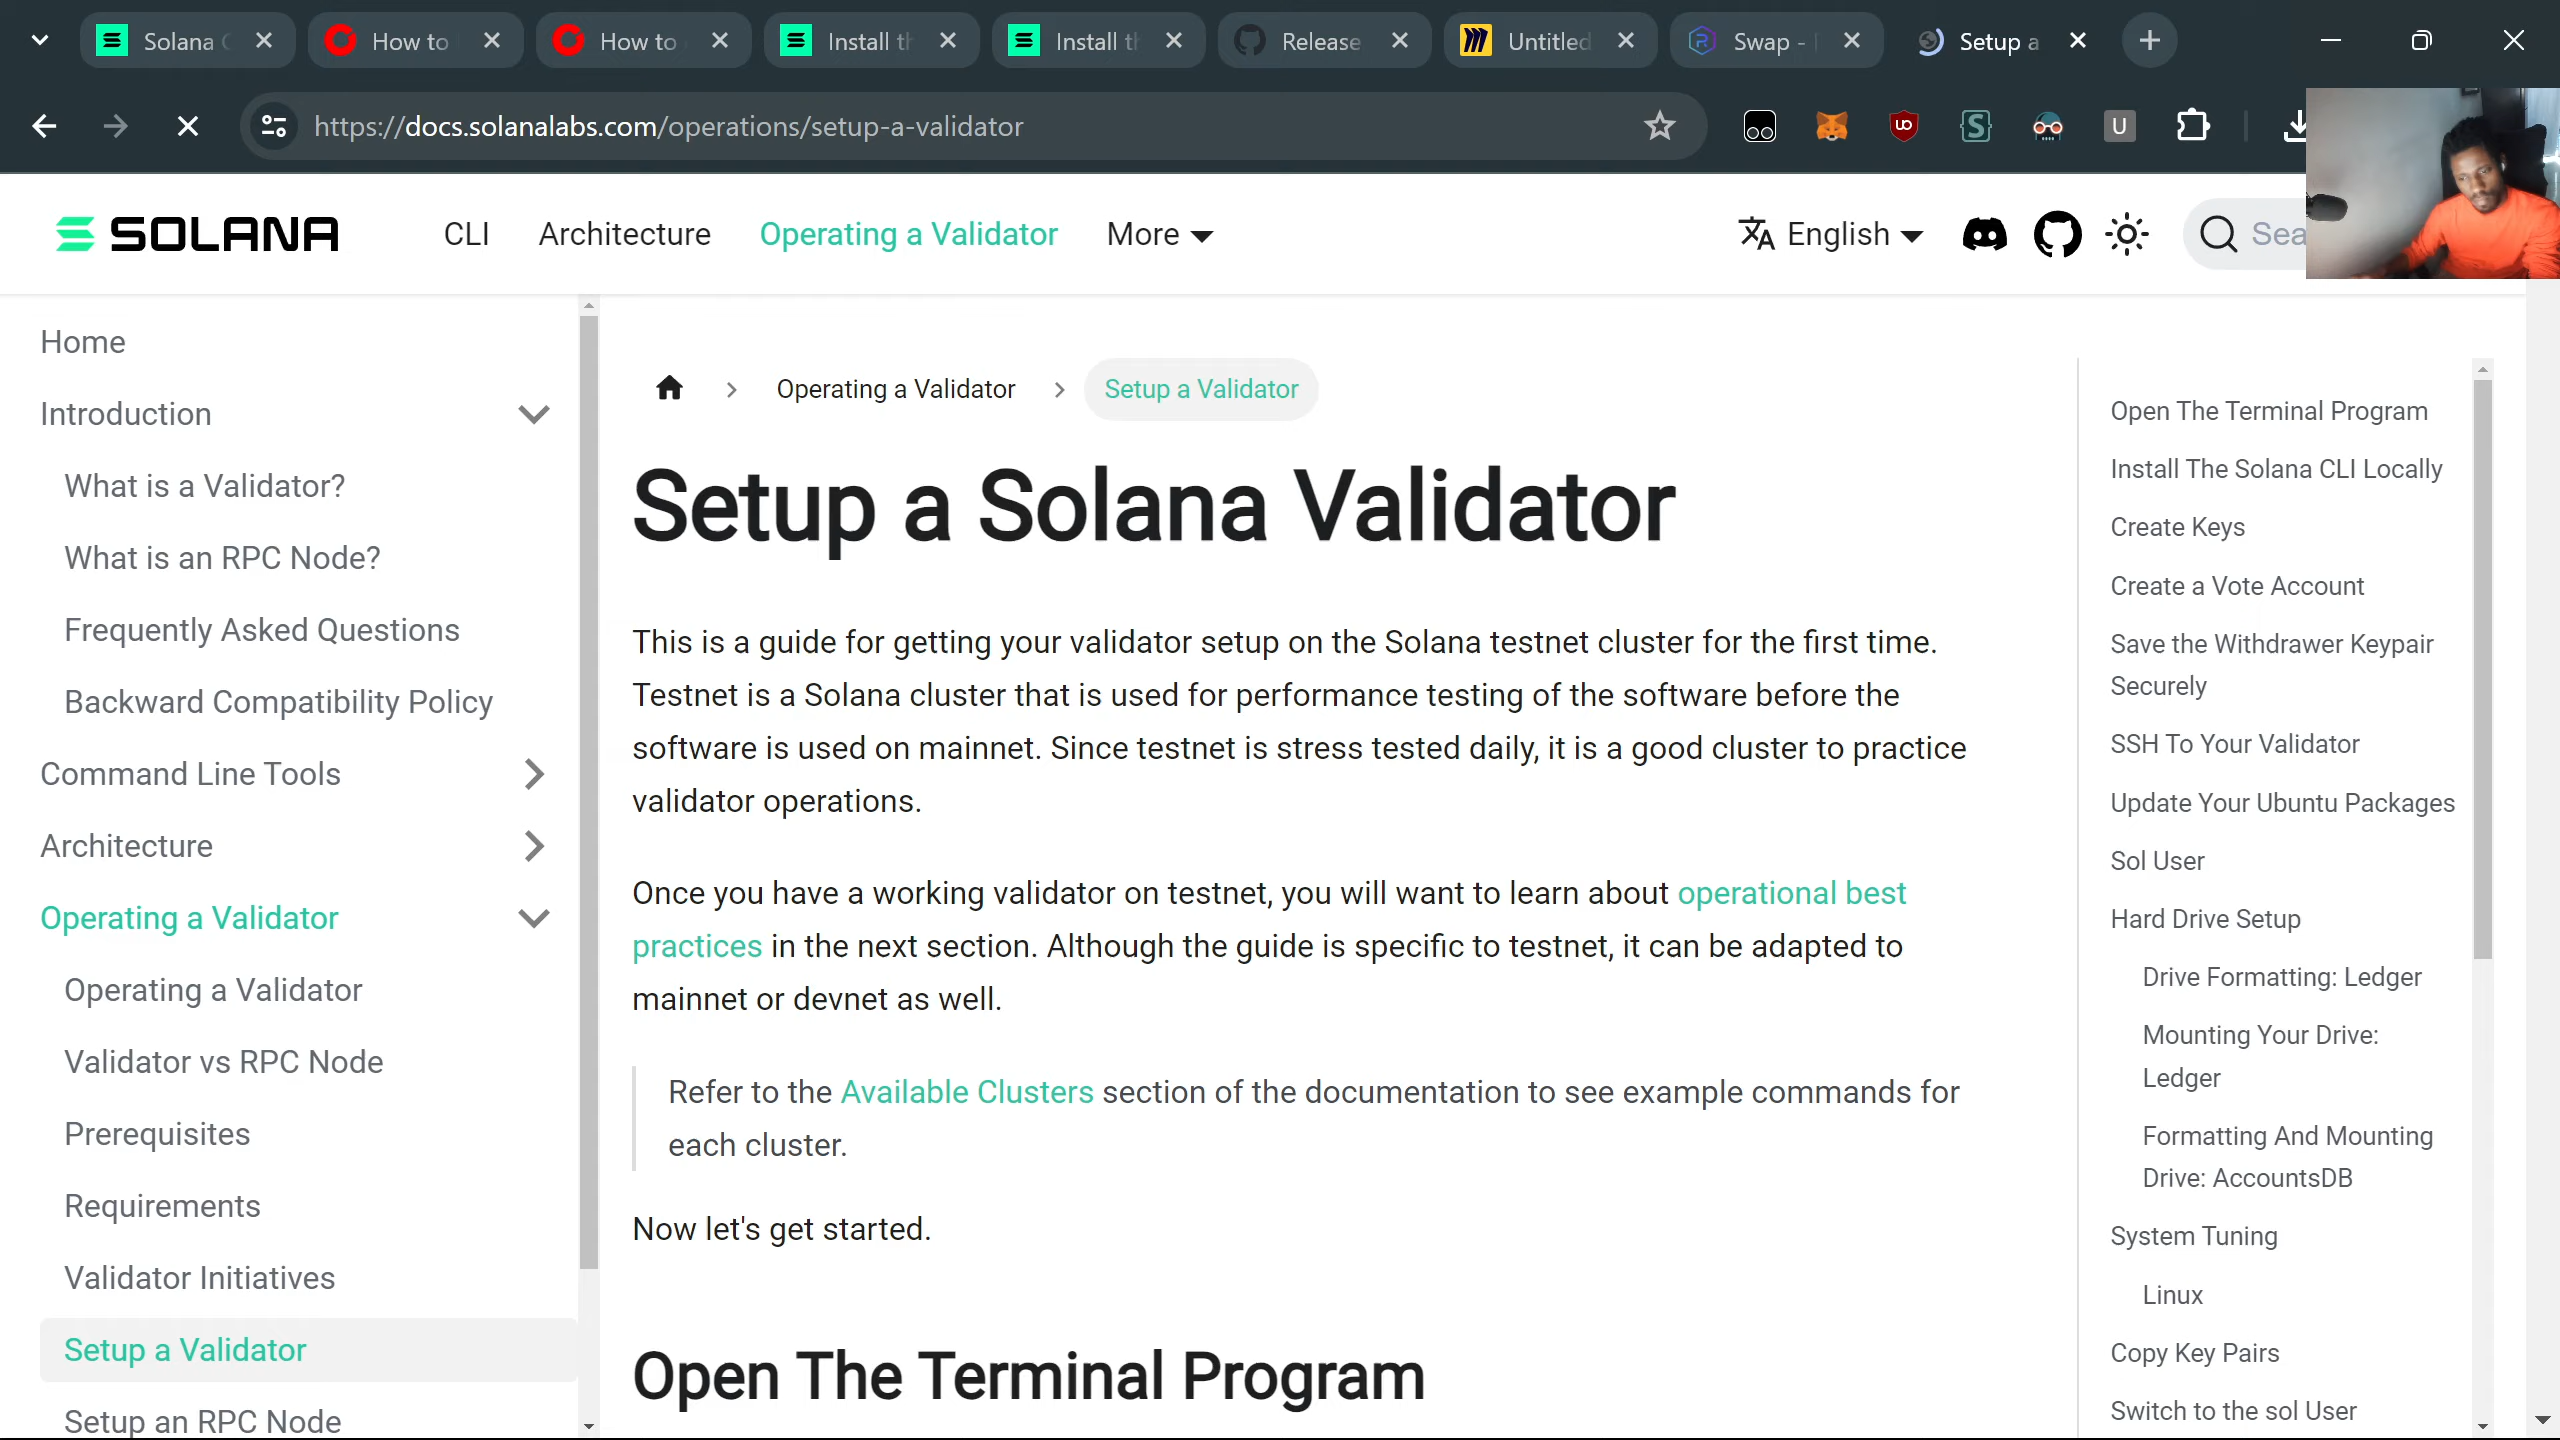 Solana
How to
How to
Install th
Install th
Release
Untitled
Swap -
Setup a
https://docs.solanalabs.com/operations/setup-a-validator
U
SOLANA
CLI
Architecture
Operating a Validator
More
English
Sea
Home
Introduction
What is a Validator?
What is an RPC Node?
Frequently Asked Questions
Backward Compatibility Policy
Command Line Tools
Architecture
Operating a Validator
Operating a Validator
Validator vs RPC Node
Prerequisites
Requirements
Validator Initiatives
Setup a Validator
Setup an RPC Node
Operating a Validator
Setup a Validator
Setup a Solana Validator
This is a guide for getting your validator setup on the Solana testnet cluster for the first time.
Testnet is a Solana cluster that is used for performance testing of the software before the
software is used on mainnet. Since testnet is stress tested daily, it is a good cluster to practice
validator operations.
Once you have a working validator on testnet, you will want to learn about operational best
practices in the next section. Although the guide is specific to testnet, it can be adapted to
mainnet or devnet as well.
Refer to the Available Clusters section of the documentation to see example commands for
each cluster.
Now let's get started.
Open The Terminal Program
Open The Terminal Program
Install The Solana CLI Locally
Create Keys
Create a Vote Account
Save the Withdrawer Keypair
Securely
SSH To Your Validator
Update Your Ubuntu Packages
Sol User
Hard Drive Setup
Drive Formatting: Ledger
Mounting Your Drive:
Ledger
Formatting And Mounting
Drive: AccountsDB
System Tuning
Linux
Copy Key Pairs
Switch to the sol User